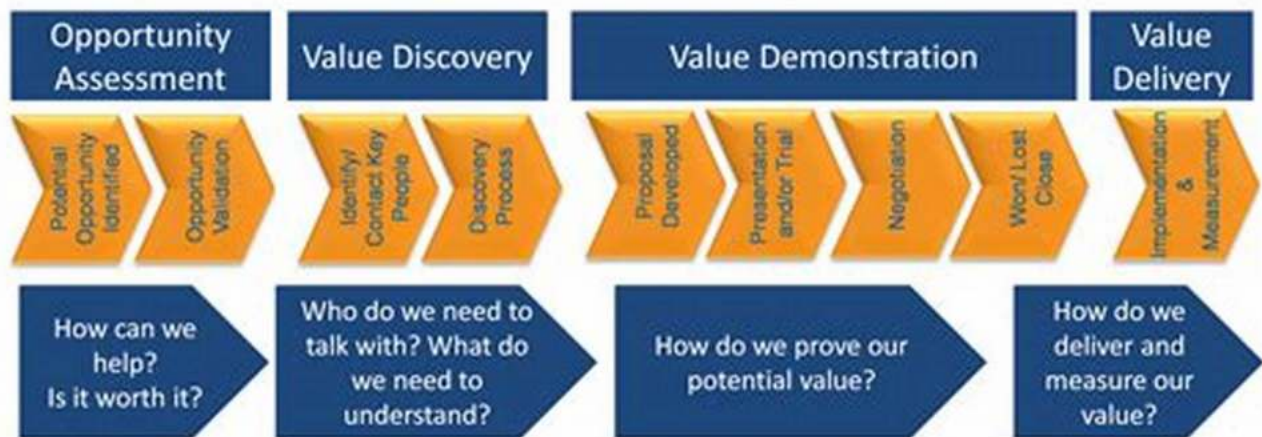 Opportunity
Assessment
Value Discovery
Value Demonstration
Value
Delivery
Potential
Opportunity
Identified
Opportunity
Validation
Identify/
Contact Key
People
Discovery
Process
Proposal
Developed
Presentation
and/or Trial
Negotiation
Won/ Lost
Close
Implementation
&
Measurement
How can we
help?
Is it worth it?
Who do we need to
talk with? What do
we need to
understand?
How do we prove our
potential value?
How do we
deliver and
measure our
value?